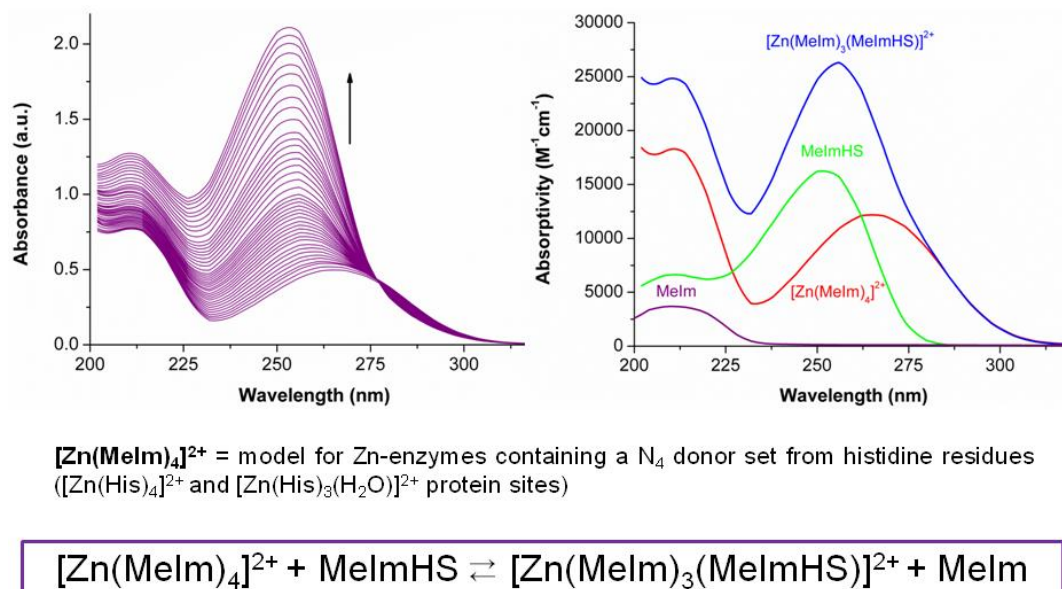 2.0
1.5
1.0
0.5
0.0
200 225 250 275 300
Absorbance (a.u.)
Wavelength (nm)
30000
25000
20000
15000
10000
5000
0
200 225 250 275 300
Absorptivity (M⁻¹cm⁻¹)
Wavelength (nm)
[Zn(MeIm)₃(MeImHS)]²⁺
MeImHS
MeIm
[Zn(MeIm)₄]²⁺
[Zn(MeIm)₄]²⁺ = model for Zn-enzymes containing a N₄ donor set from histidine residues
([Zn(His)₄]²⁺ and [Zn(His)₃(H₂O)]²⁺ protein sites)
[Zn(MeIm)₄]²⁺ + MeImHS ⇄ [Zn(MeIm)₃(MeImHS)]²⁺ + MeIm